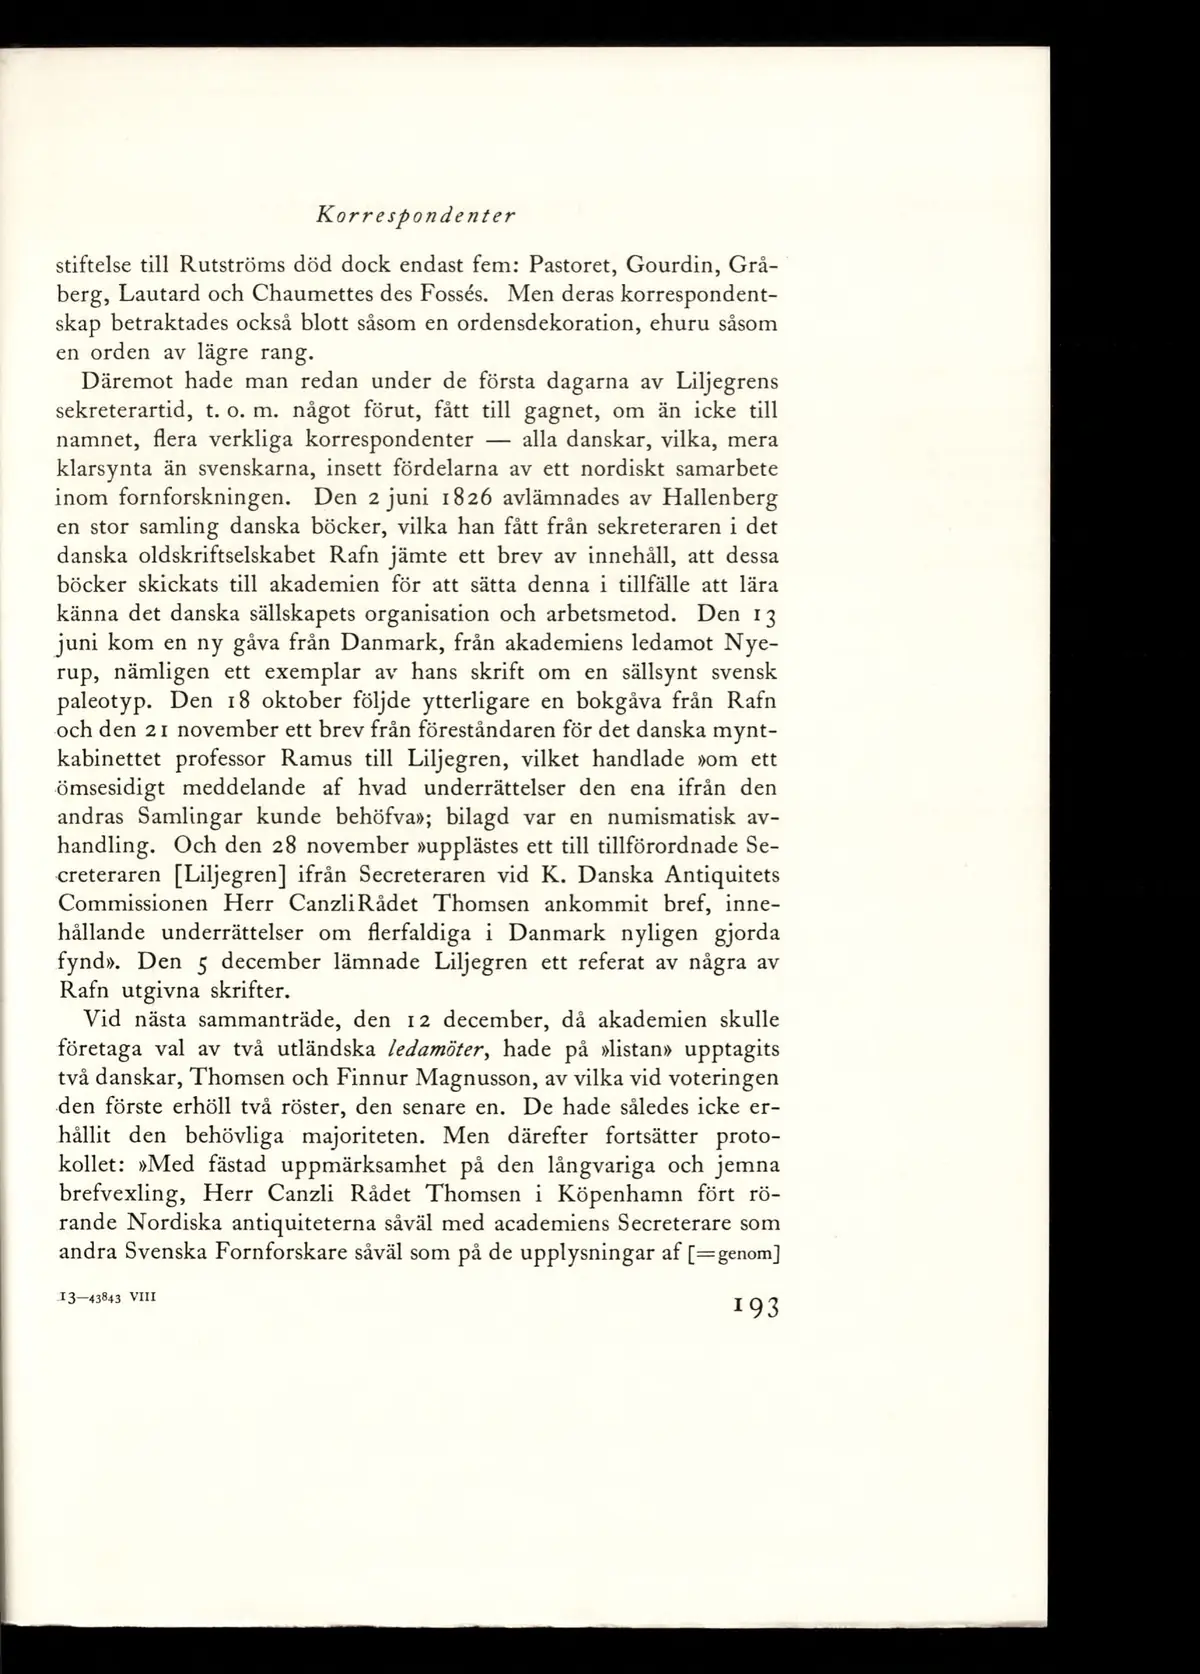 Korrespondenter
stiftelse till Rutströms död dock endast fem: Pastoret, Gourdin, Grå-
berg, Lautard och Chaumettes des Fossés. Men deras korrespondent-
skap betraktades också blott såsom en ordensdekoration, ehuru såsom
en orden av lägre rang.
Däremot hade man redan under de första dagarna av Liljegrens
sekreterartid, t. o. m. något förut, fått till gagnet, om än icke till
namnet, flera verkliga korrespondenter — alla danskar, vilka, mera
klarsynta än svenskarna, insett fördelarna av ett nordiskt samarbete
inom fornforskningen. Den 2 juni 1826 avlämnades av Hallenberg
en stor samling danska böcker, vilka han fått från sekreteraren i det
danska oldskriftselskabet Rafn jämte ett brev av innehåll, att dessa
böcker skickats till akademien för att sätta denna i tillfälle att lära
känna det danska sällskapets organisation och arbetsmetod. Den 13
juni kom en ny gåva från Danmark, från akademiens ledamot Nye-
rup, nämligen ett exemplar av hans skrift om en sällsynt svensk
paleotyp. Den 18 oktober följde ytterligare en bokgåva från Rafn
och den 21 november ett brev från föreståndaren för det danska mynt-
kabinettet professor Ramus till Liljegren, vilket handlade »om ett
ömsesidigt meddelande af hvad underrättelser den ena ifrån den
andras Samlingar kunde behöfva»; bilagd var en numismatisk av-
handling. Och den 28 november »upplästes ett till tillförordnade Se-
creteraren [Liljegren] ifrån Secreteraren vid K. Danska Antiquitets
Commissionen Herr CanzliRådet Thomsen ankommit bref, inne-
hållande underrättelser om flerfaldiga i Danmark nyligen gjorda
fynd». Den 5 december lämnade Liljegren ett referat av några av
Rafn utgivna skrifter.
Vid nästa sammanträde, den 12 december, då akademien skulle
företaga val av två utländska ledamöter, hade på »listan» upptagits
två danskar, Thomsen och Finnur Magnusson, av vilka vid voteringen
den förste erhöll två röster, den senare en. De hade således icke er-
hållit den behövliga majoriteten. Men därefter fortsätter proto-
kollet: »Med fästad uppmärksamhet på den långvariga och jemna
brefvexling, Herr Canzli Rådet Thomsen i Köpenhamn fört rö-
rande Nordiska antiquiteterna såväl med academiens Secreterare som
andra Svenska Fornforskare såväl som på de upplysningar af [=genom]
13—43843 VIII
193